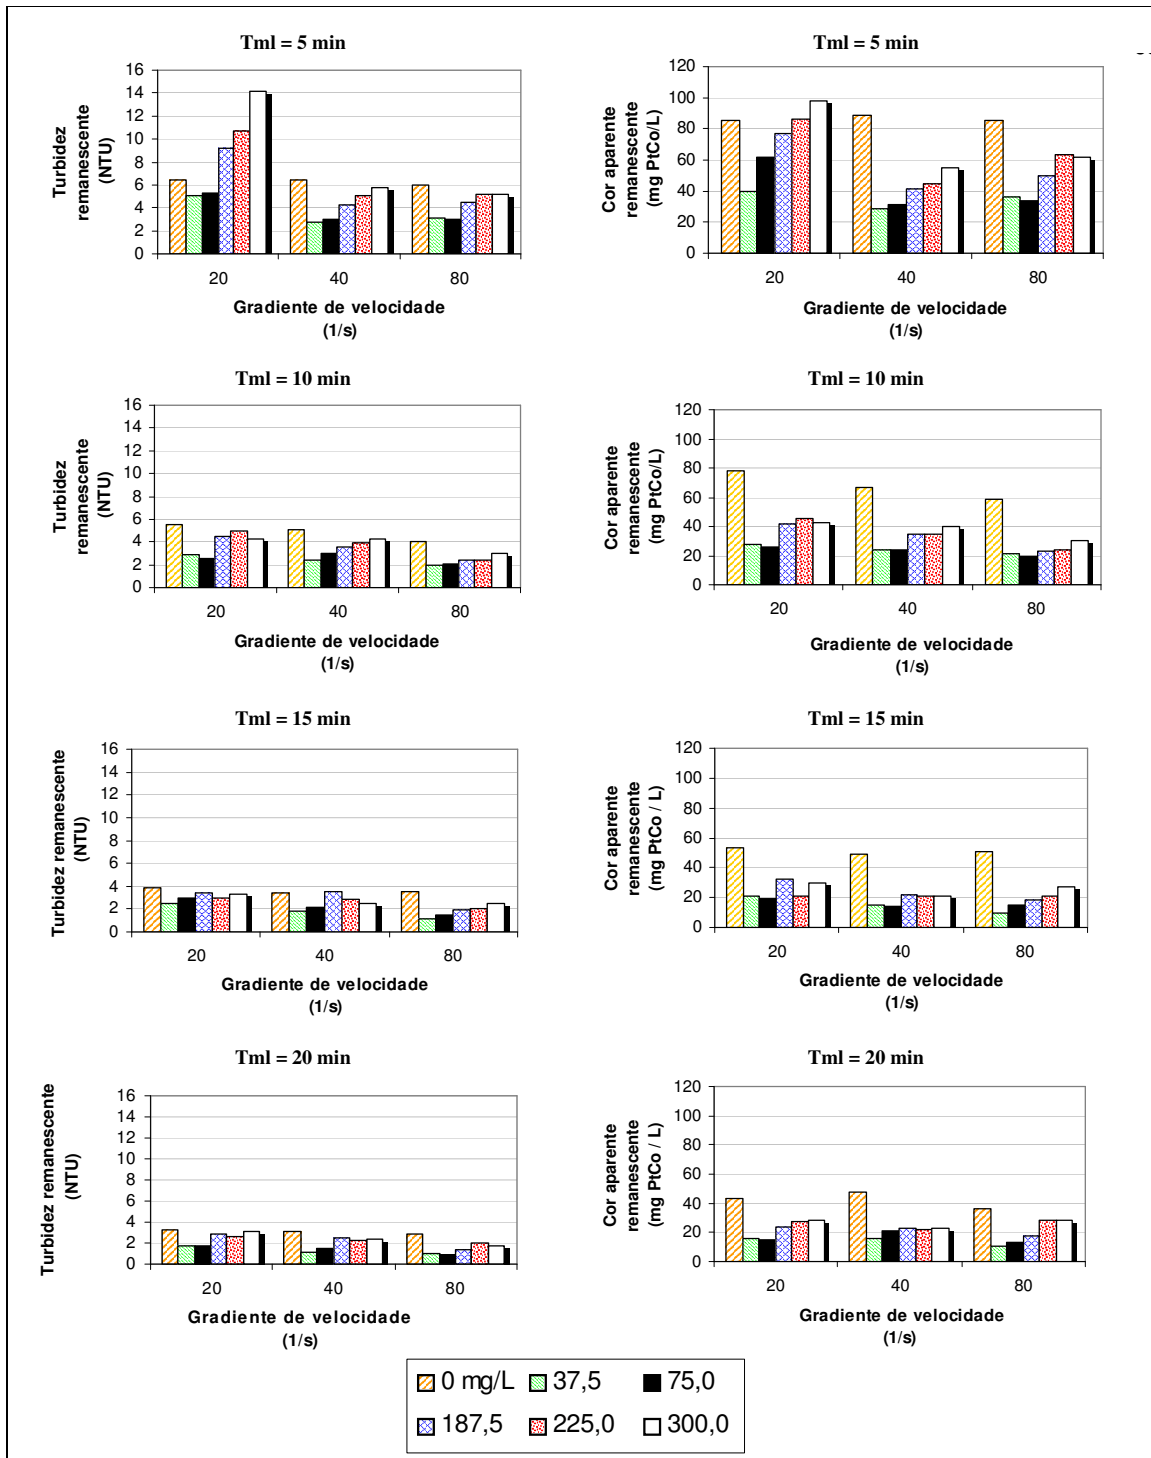 Tml = 5 min
Turbidez
remanescente
(NTU)
16
14
12
10
8
6
4
2
0
20 40 80
Gradiente de velocidade
(1/s)
Tml = 5 min
Cor aparente
remanescente
(mg PtCo/L)
120
100
80
60
40
20
0
20 40 80
Gradiente de velocidade
(1/s)
Tml = 10 min
Turbidez
remanescente
(NTU)
16
14
12
10
8
6
4
2
0
20 40 80
Gradiente de velocidade
(1/s)
Tml = 10 min
Cor aparente
remanescente
(mg PtCo/L)
120
100
80
60
40
20
0
20 40 80
Gradiente de velocidade
(1/s)
Tml = 15 min
Turbidez remanescente
(NTU)
16
14
12
10
8
6
4
2
0
20 40 80
Gradiente de velocidade
(1/s)
Tml = 15 min
Cor aparente
remanescente
(mg PtCo / L)
120
100
80
60
40
20
0
20 40 80
Gradiente de velocidade
(1/s)
Tml = 20 min
Turbidez remanescente
(NTU)
16
14
12
10
8
6
4
2
0
20 40 80
Gradiente de velocidade
(1/s)
Tml = 20 min
Cor aparente
remanescente
(mg PtCo / L)
120
100
80
60
40
20
0
20 40 80
Gradiente de velocidade
(1/s)
0 mg/L 37,5 75,0
187,5 225,0 300,0